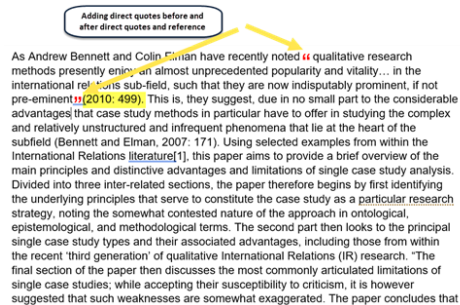 Adding direct quotes before and
after direct quotes and reference
As Andrew Bennett and Colin Elman have recently noted “ qualitative research
methods presently enjoy an almost unprecedented popularity and vitality… in the
international relations sub-field, such that they are now indisputably prominent, if not
pre-eminent” (2010: 499). This is, they suggest, due in no small part to the considerable
advantages that case study methods in particular have to offer in studying the complex
and relatively unstructured and infrequent phenomena that lie at the heart of the
subfield (Bennett and Elman, 2007: 171). Using selected examples from within the
International Relations literature[1], this paper aims to provide a brief overview of the
main principles and distinctive advantages and limitations of single case study analysis.
Divided into three inter-related sections, the paper therefore begins by first identifying
the underlying principles that serve to constitute the case study as a particular research
strategy, noting the somewhat contested nature of the approach in ontological,
epistemological, and methodological terms. The second part then looks to the principal
single case study types and their associated advantages, including those from within
the recent ‘third generation’ of qualitative International Relations (IR) research. “The
final section of the paper then discusses the most commonly articulated limitations of
single case studies; while accepting their susceptibility to criticism, it is however
suggested that such weaknesses are somewhat exaggerated. The paper concludes that